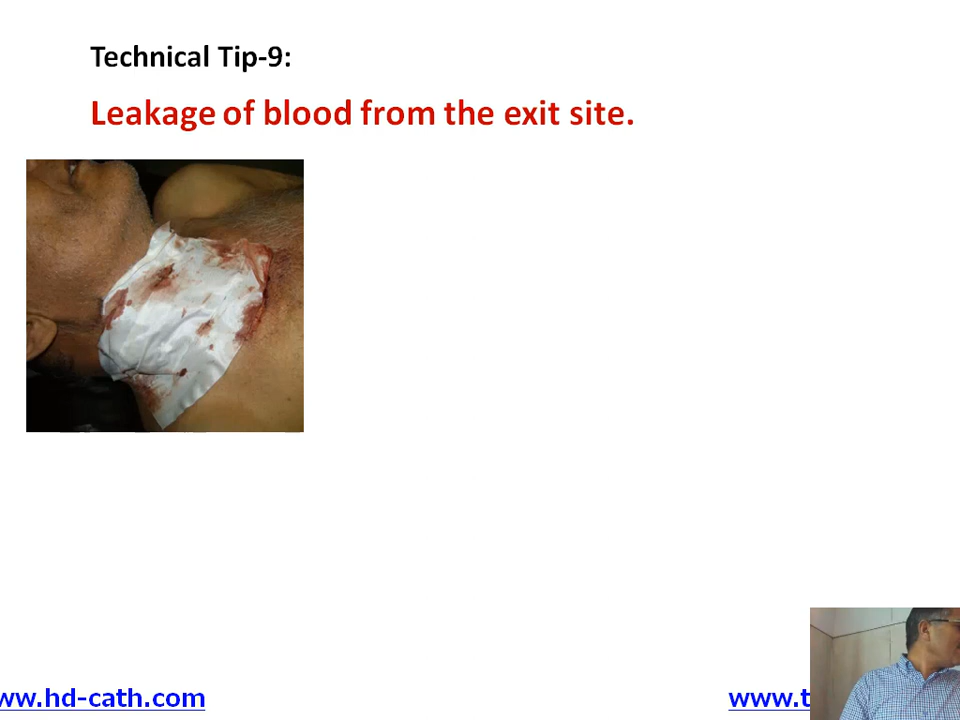 Technical Tip-9:
Leakage of blood from the exit site.
ww.hd-cath.com
www.t